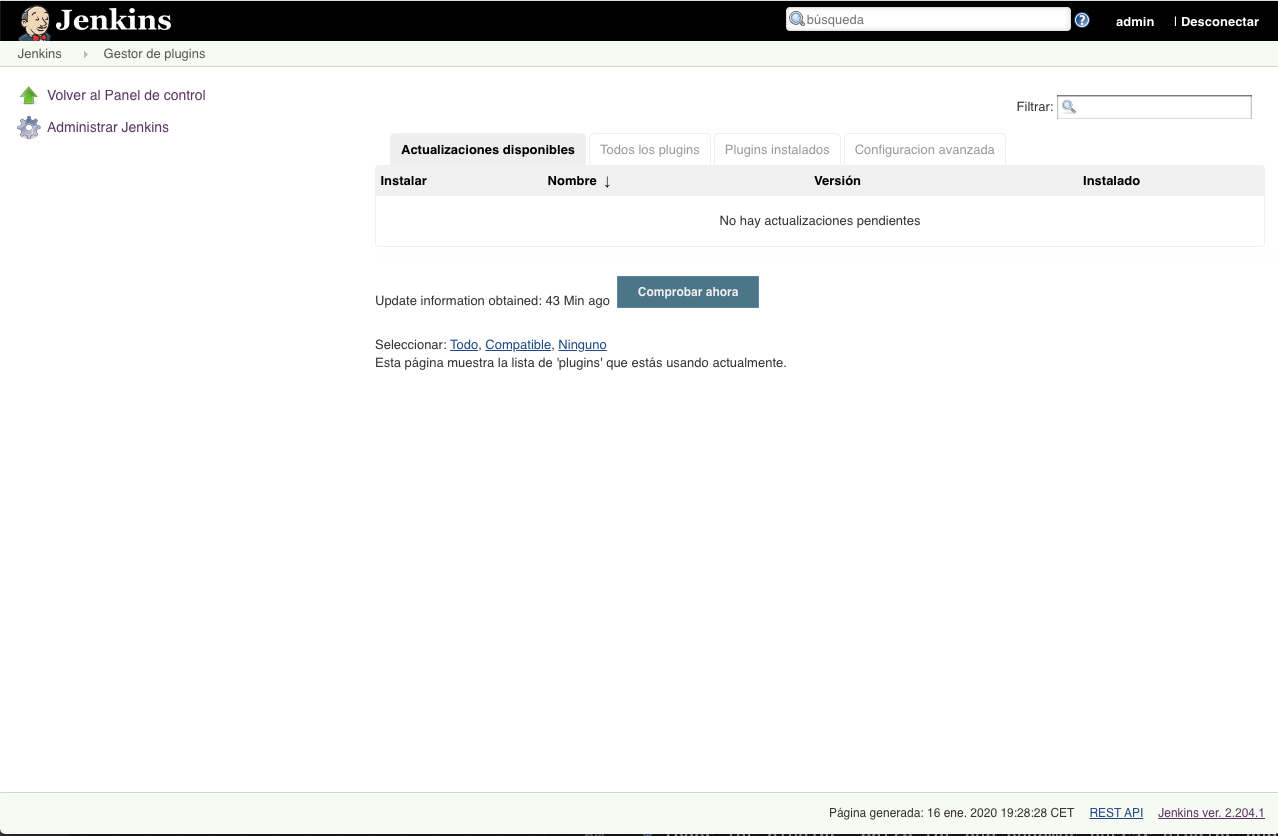 Jenkins
búsqueda
admin
| Desconectar
Jenkins
Gestor de plugins
Volver al Panel de control
Administrar Jenkins
Filtrar:
Actualizaciones disponibles
Todos los plugins
Plugins instalados
Configuracion avanzada
Instalar
Nombre ↓
Versión
Instalado
No hay actualizaciones pendientes
Update information obtained: 43 Min ago
Comprobar ahora
Seleccionar: Todo, Compatible, Ninguno
Esta página muestra la lista de 'plugins' que estás usando actualmente.
Página generada: 16 ene. 2020 19:28:28 CET
REST API
Jenkins ver. 2.204.1